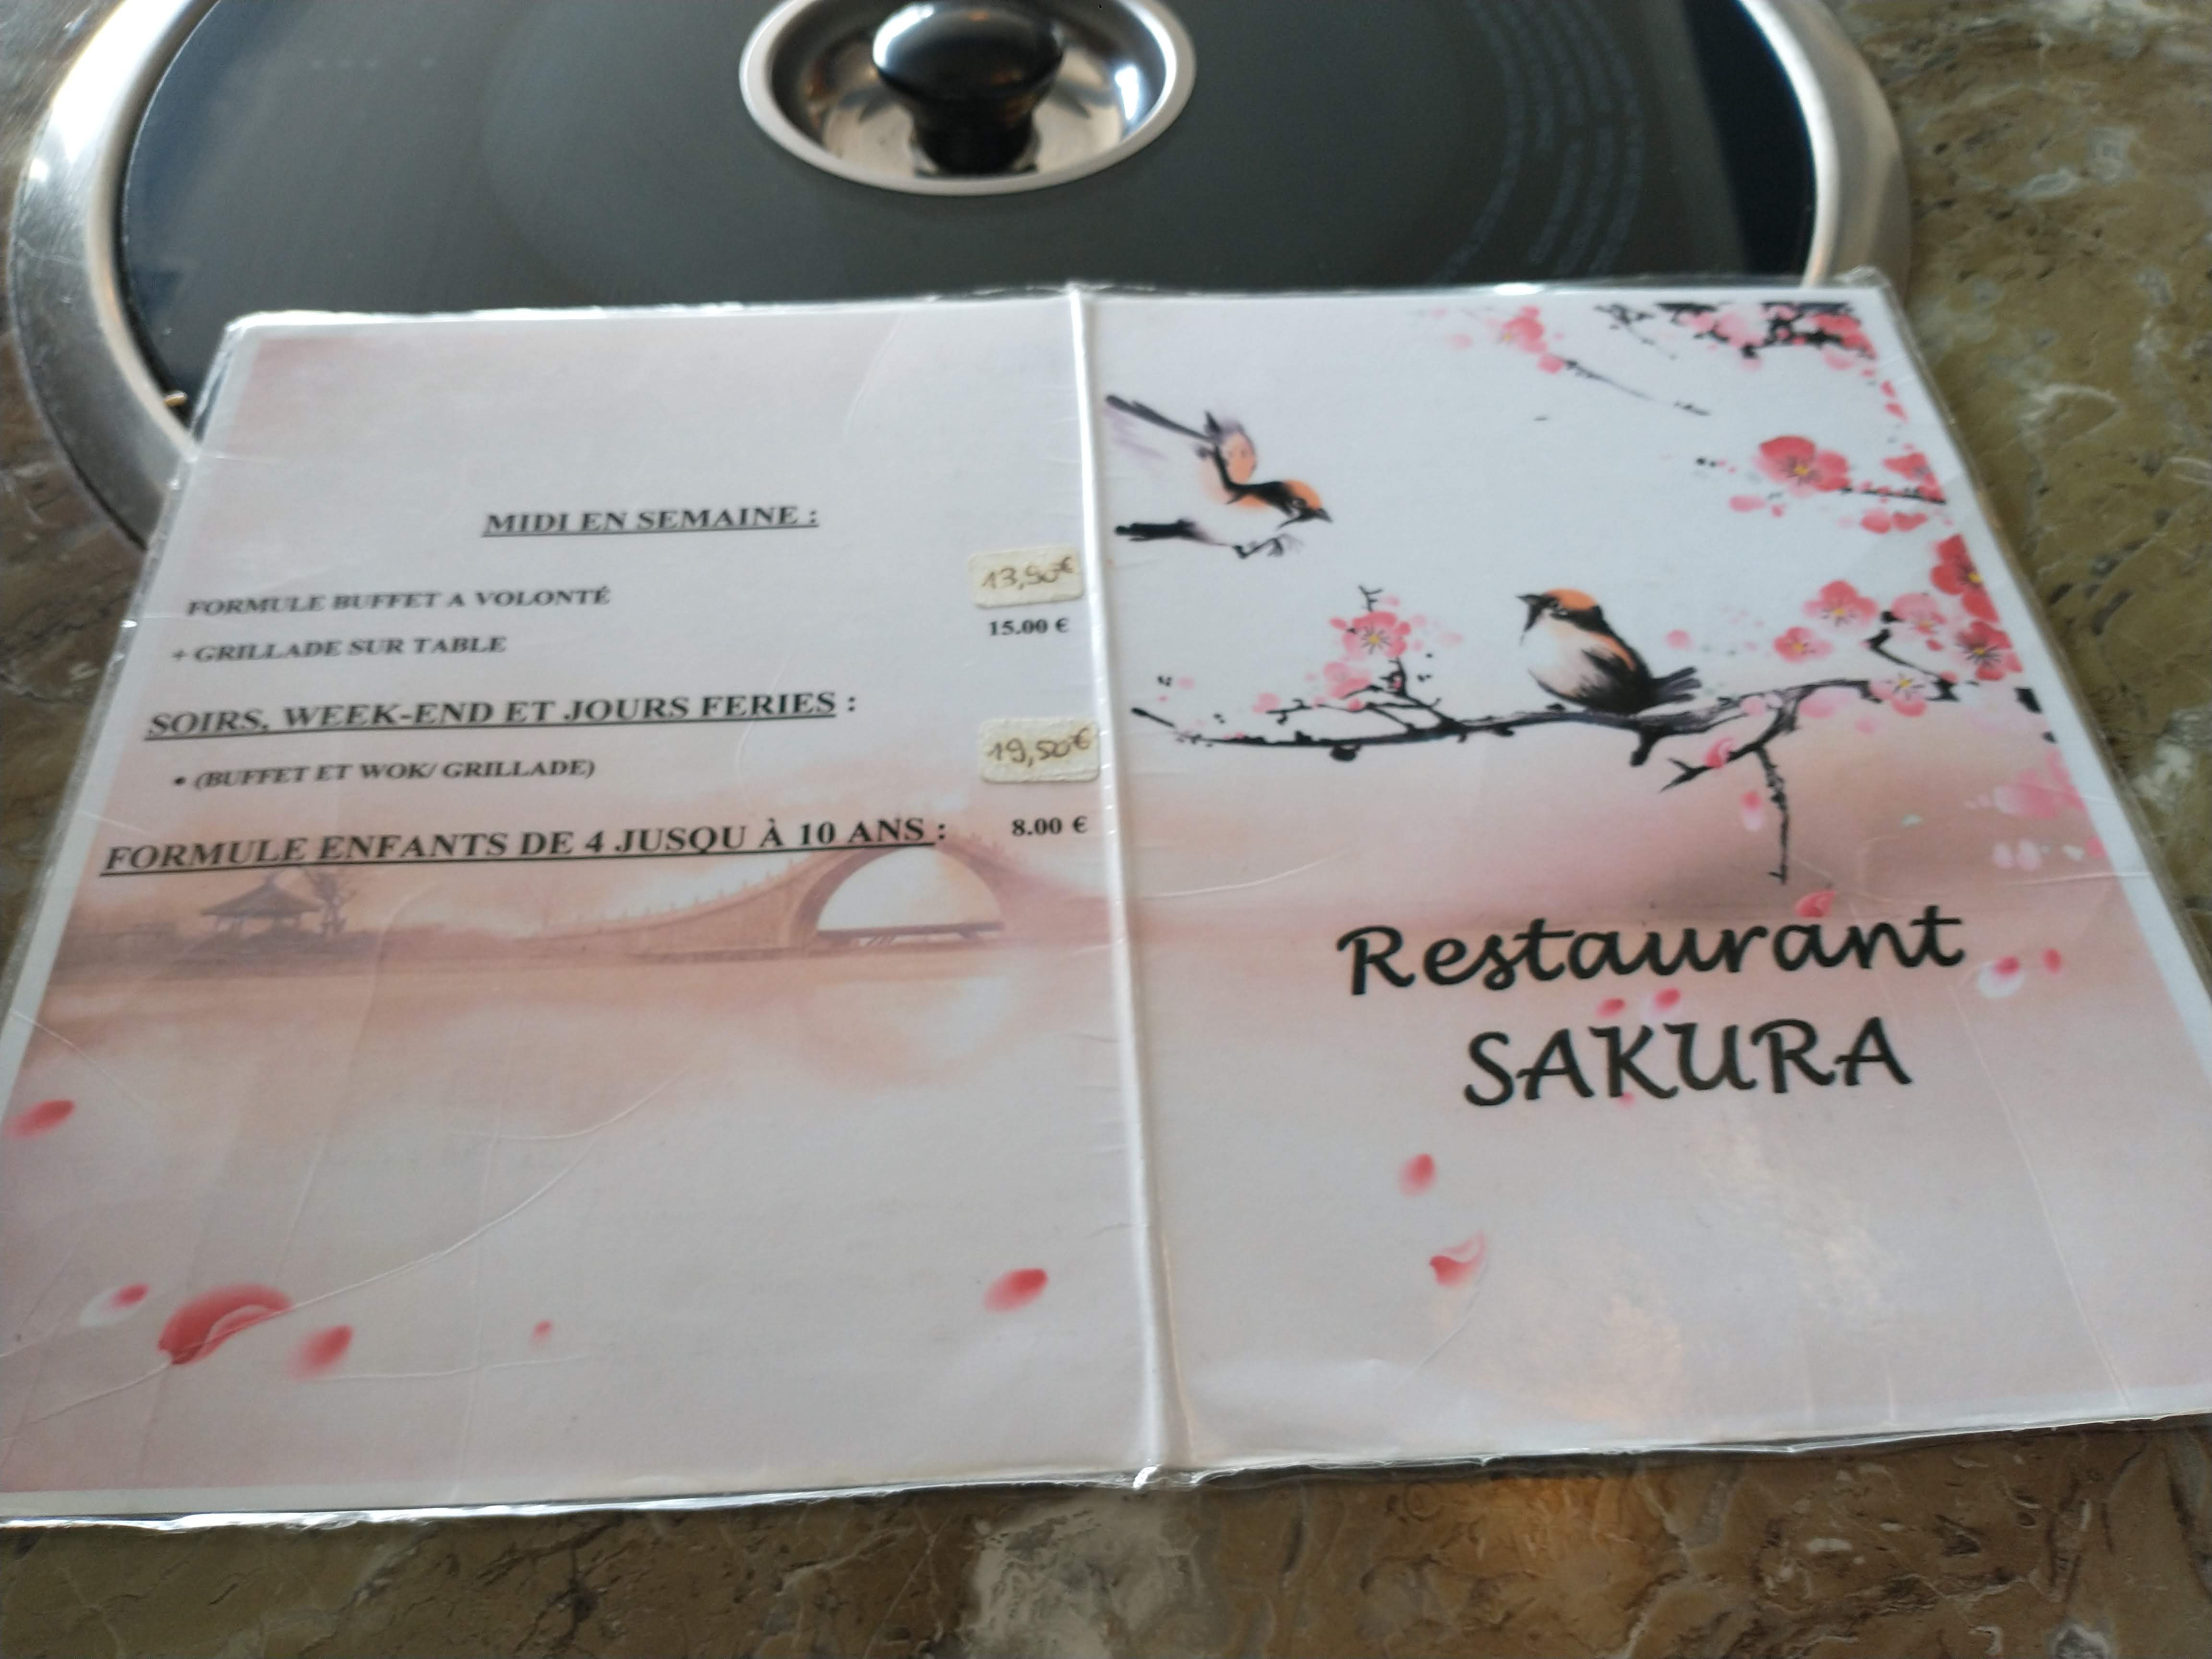 MIDI EN SEMAINE :
FORMULE BUFFET A VOLONTÉ 13,90€
+ GRILLADE SUR TABLE 15.00 €
SOIRS, WEEK-END ET JOURS FERIES :
• (BUFFET ET WOK/ GRILLADE) 19,50€
FORMULE ENFANTS DE 4 JUSQU À 10 ANS : 8.00 €
Restaurant
SAKURA